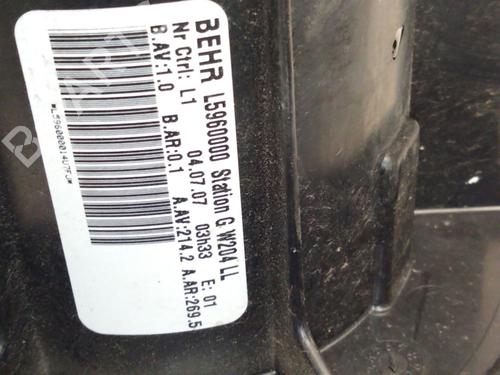 BEHR L5960000 Station G W204 LL
Nr Ctrl: L1 04.07.07 03h33 E: 01
B.AV:1.0 B.AR:0.1 A.AV:214.2 A.AR:269.5